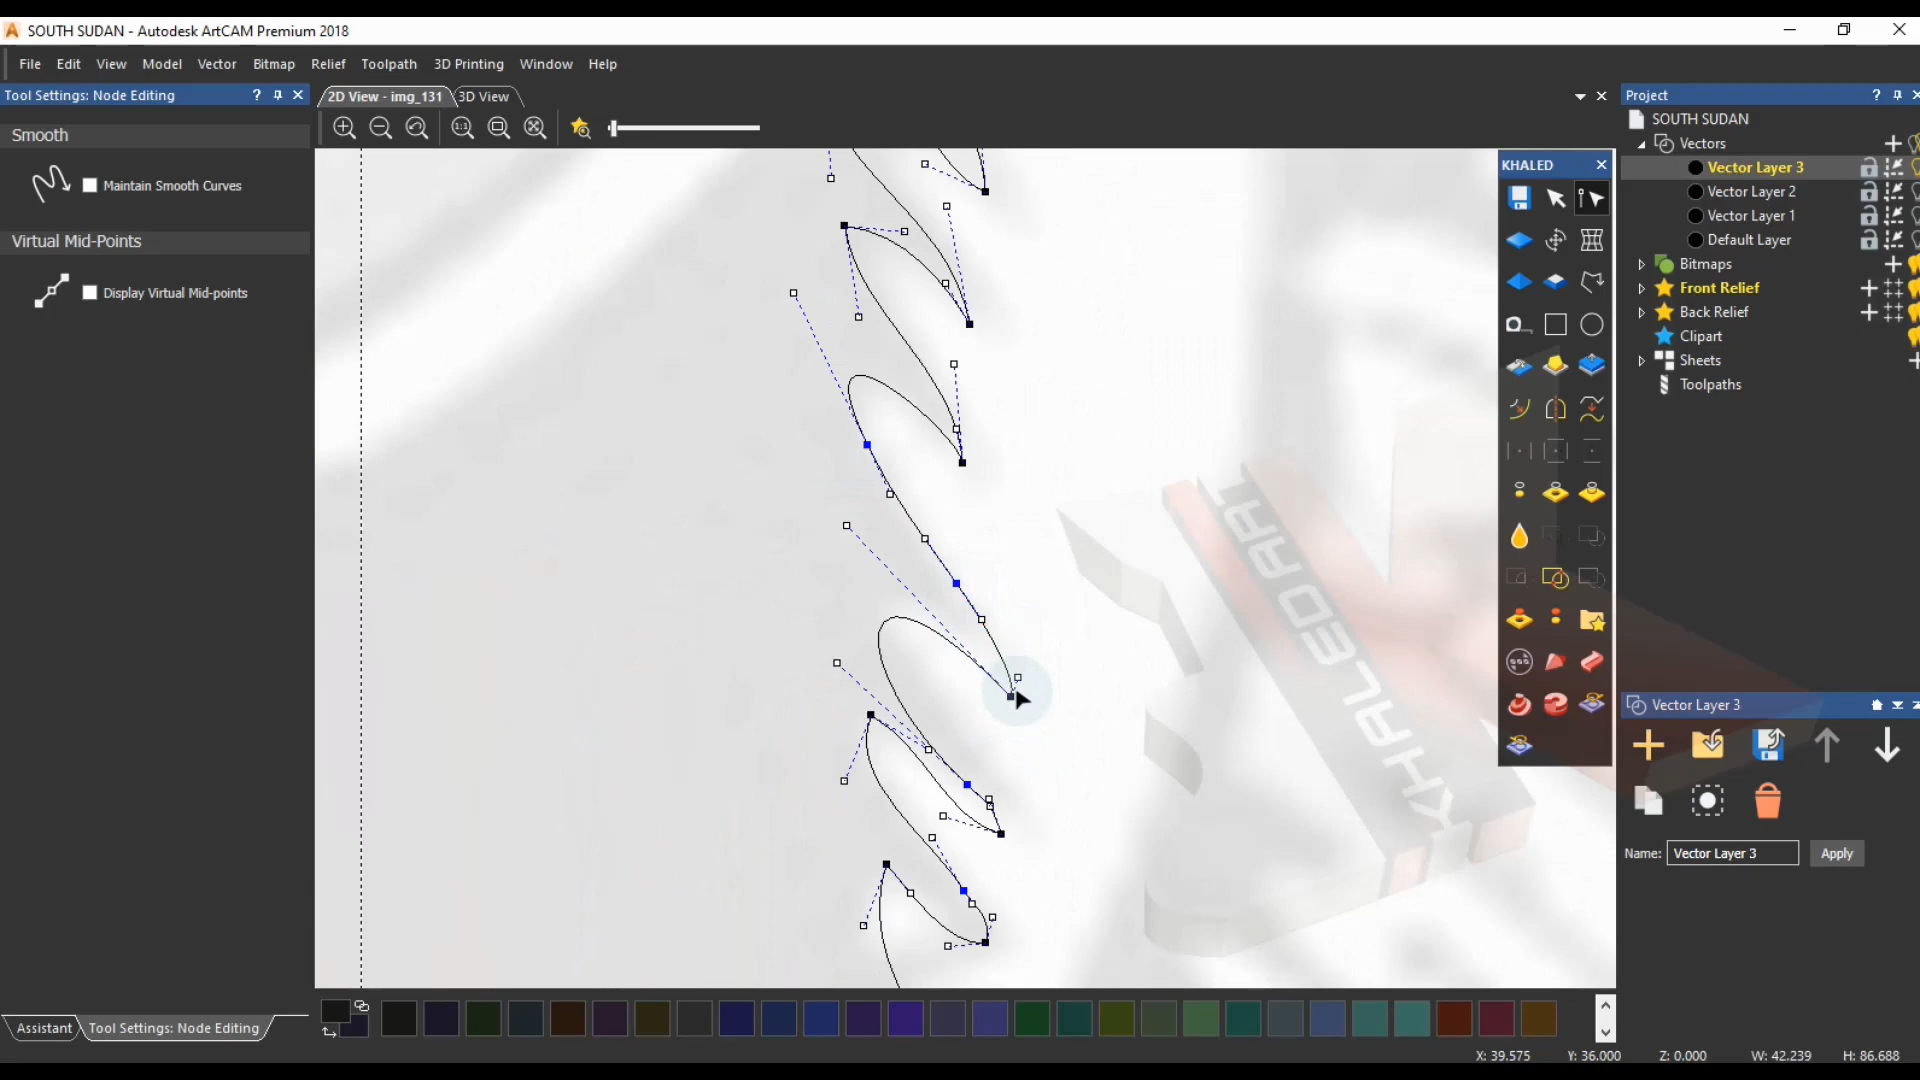 SOUTH SUDAN - Autodesk ArtCAM Premium 2018
File Edit View Model Vector Bitmap Relief Toolpath 3D Printing Window Help
Tool Settings: Node Editing ?
Smooth
Maintain Smooth Curves
Virtual Mid-Points
Display Virtual Mid-points
2D View - img_131 3D View
1:1
KHALED
KHALEDART
KHALEDART
Project ?
SOUTH SUDAN
Vectors
Vector Layer 3
Vector Layer 2
Vector Layer 1
Default Layer
Bitmaps
Front Relief
Back Relief
Clipart
Sheets
Toolpaths
Vector Layer 3
Name: Vector Layer 3 Apply
Assistant Tool Settings: Node Editing
X: 39.575 Y: 36.000 Z: 0.000 W: 42.239 H: 86.688